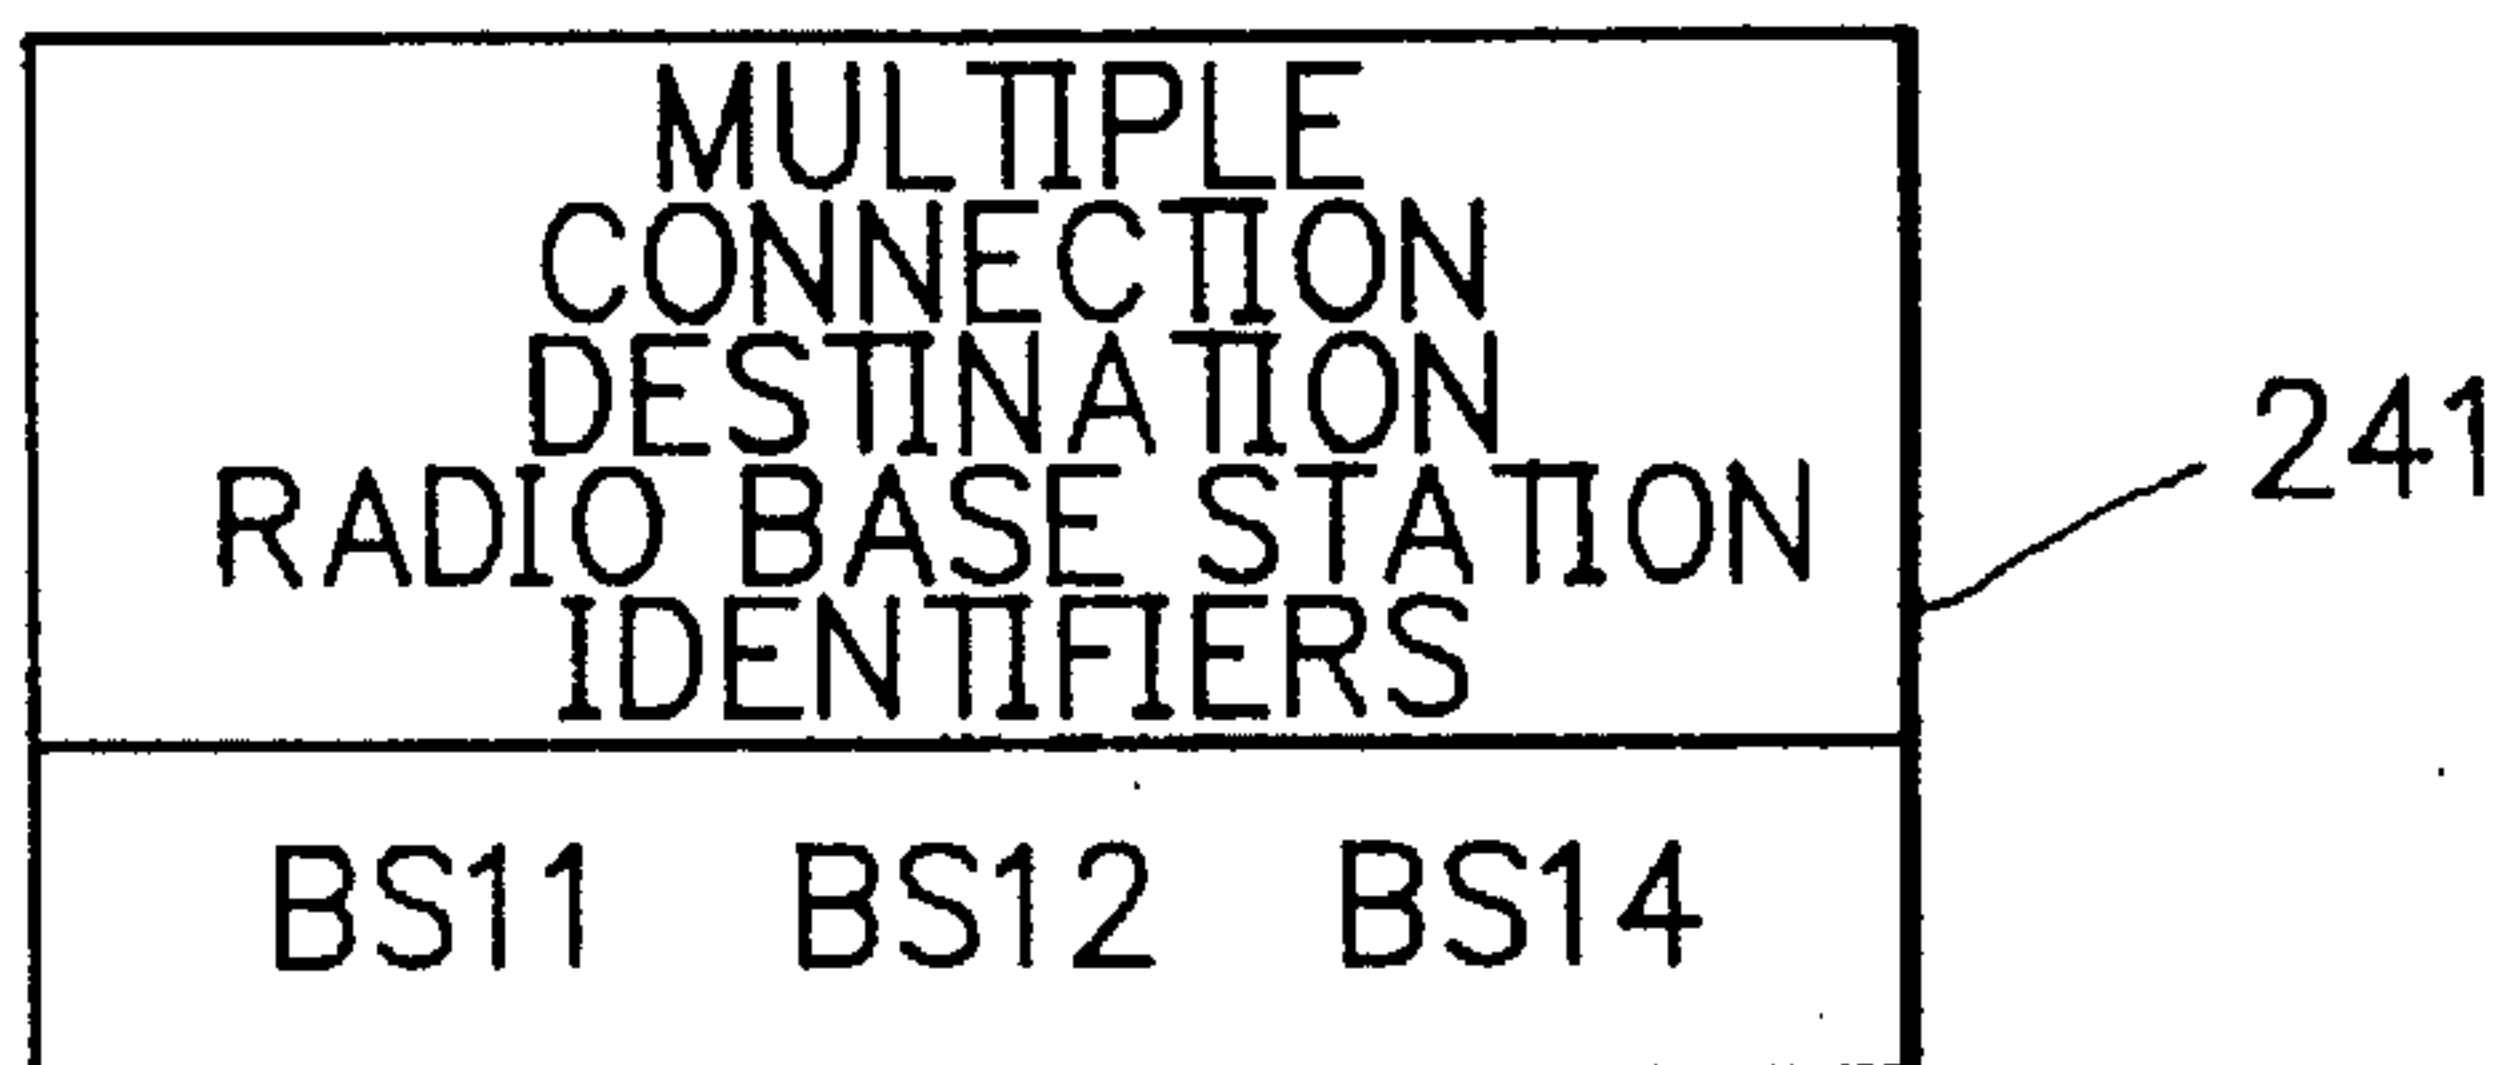 MULTIPLE
CONNECTION
DESTINATION
RADIO BASE STATION
IDENTIFIERS
241
BS11 BS12 BS14